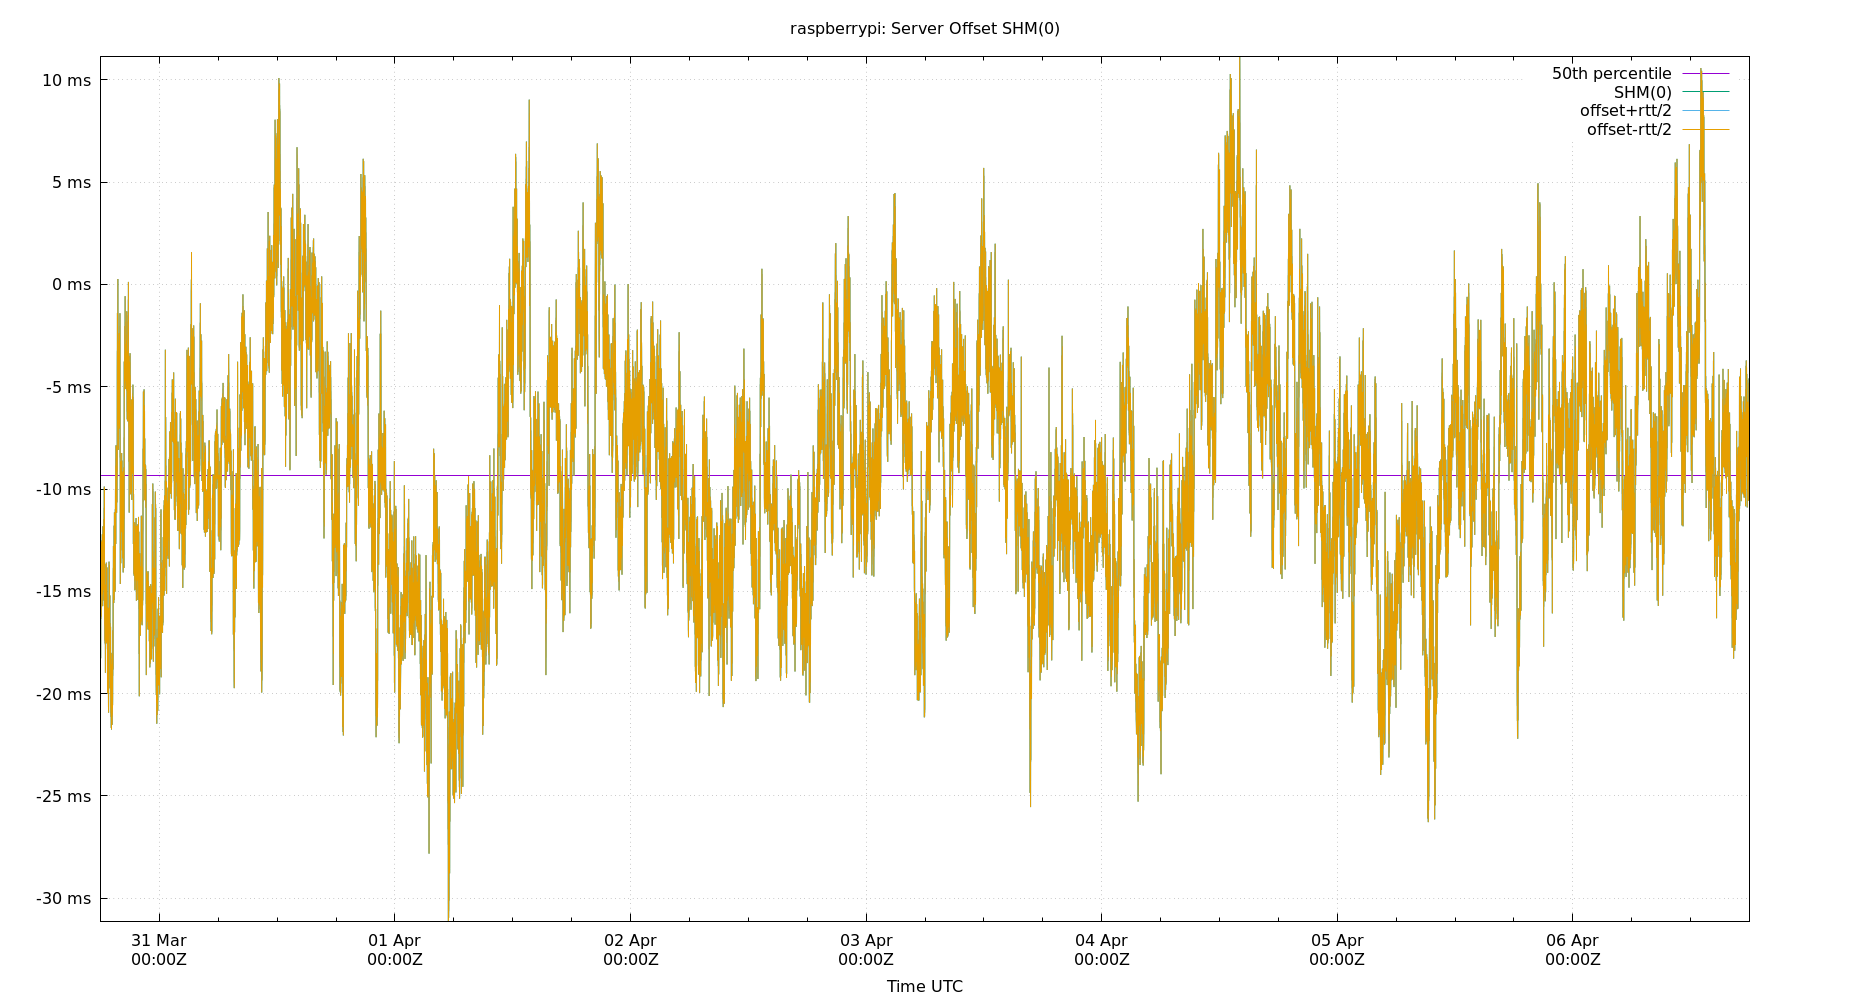 raspberrypi: Server Offset SHM(0)
50th percentile
SHM(0)
offset+rtt/2
offset-rtt/2
10 ms
5 ms
0 ms
-5 ms
-10 ms
-15 ms
-20 ms
-25 ms
-30 ms
31 Mar 01 Apr 02 Apr 03 Apr 04 Apr 05 Apr 06 Apr
00:00Z 00:00Z 00:00Z 00:00Z 00:00Z 00:00Z 00:00Z
Time UTC